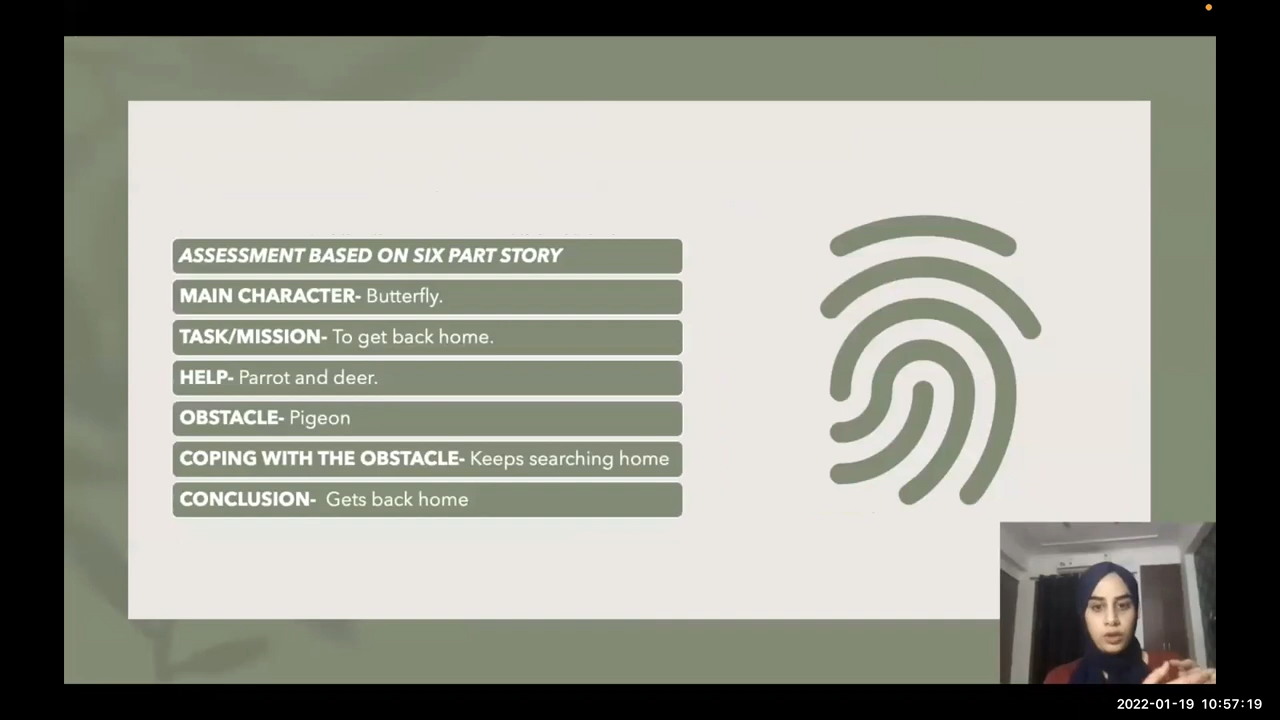 ASSESSMENT BASED ON SIX PART STORY
MAIN CHARACTER- Butterfly.
TASK/MISSION- To get back home.
HELP- Parrot and deer.
OBSTACLE- Pigeon
COPING WITH THE OBSTACLE- Keeps searching home
CONCLUSION- Gets back home
2022-01-19 10:57:19